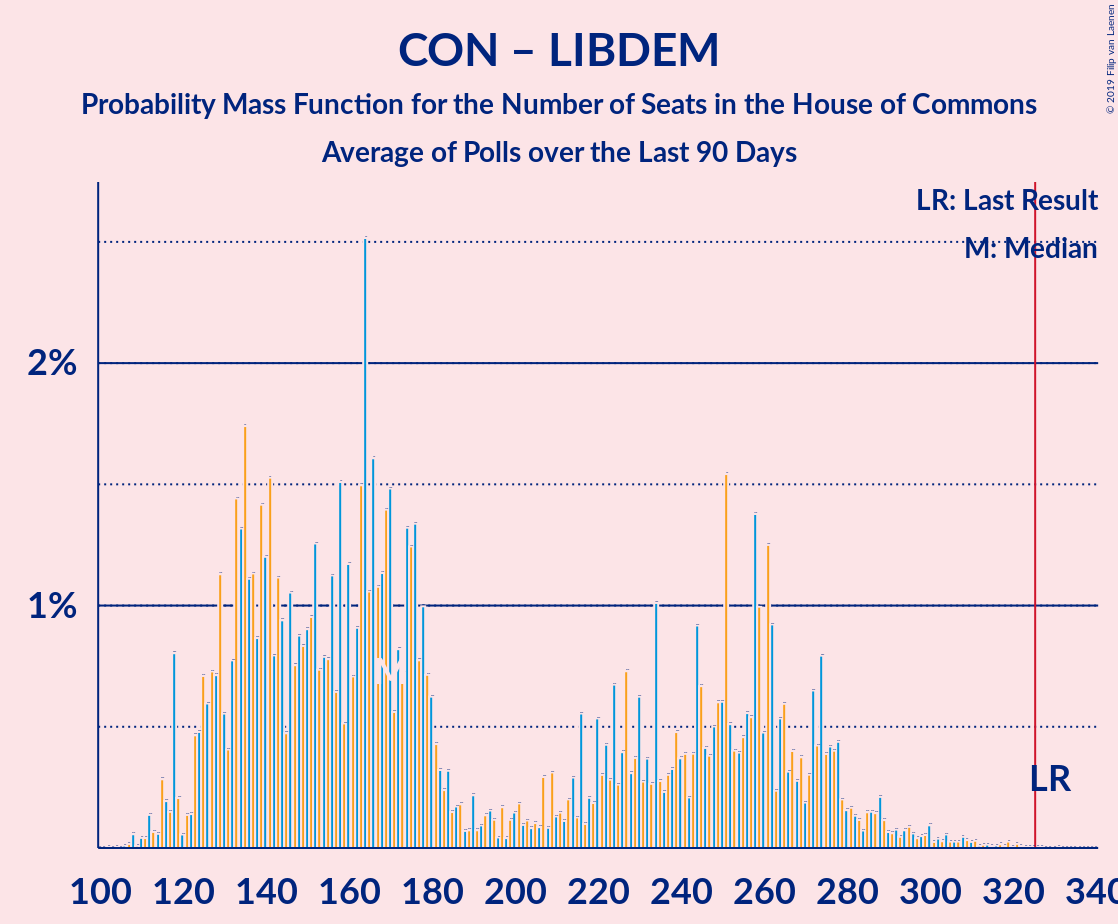 CON – LIBDEM
Probability Mass Function for the Number of Seats in the House of Commons
Average of Polls over the Last 90 Days
© 2019 Filip van Laenen
LR: Last Result
M: Median
2%
1%
M
LR
100 120 140 160 180 200 220 240 260 280 300 320 340